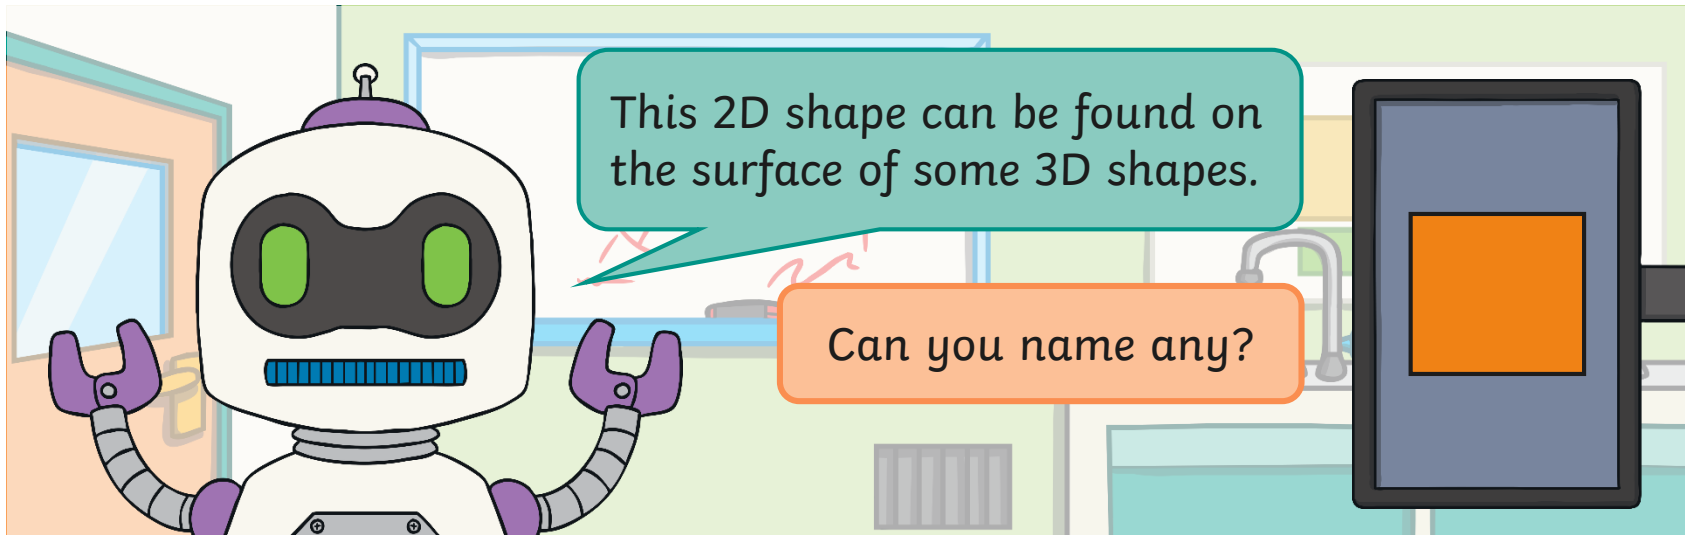 This 2D shape can be found on
the surface of some 3D shapes.
Can you name any?